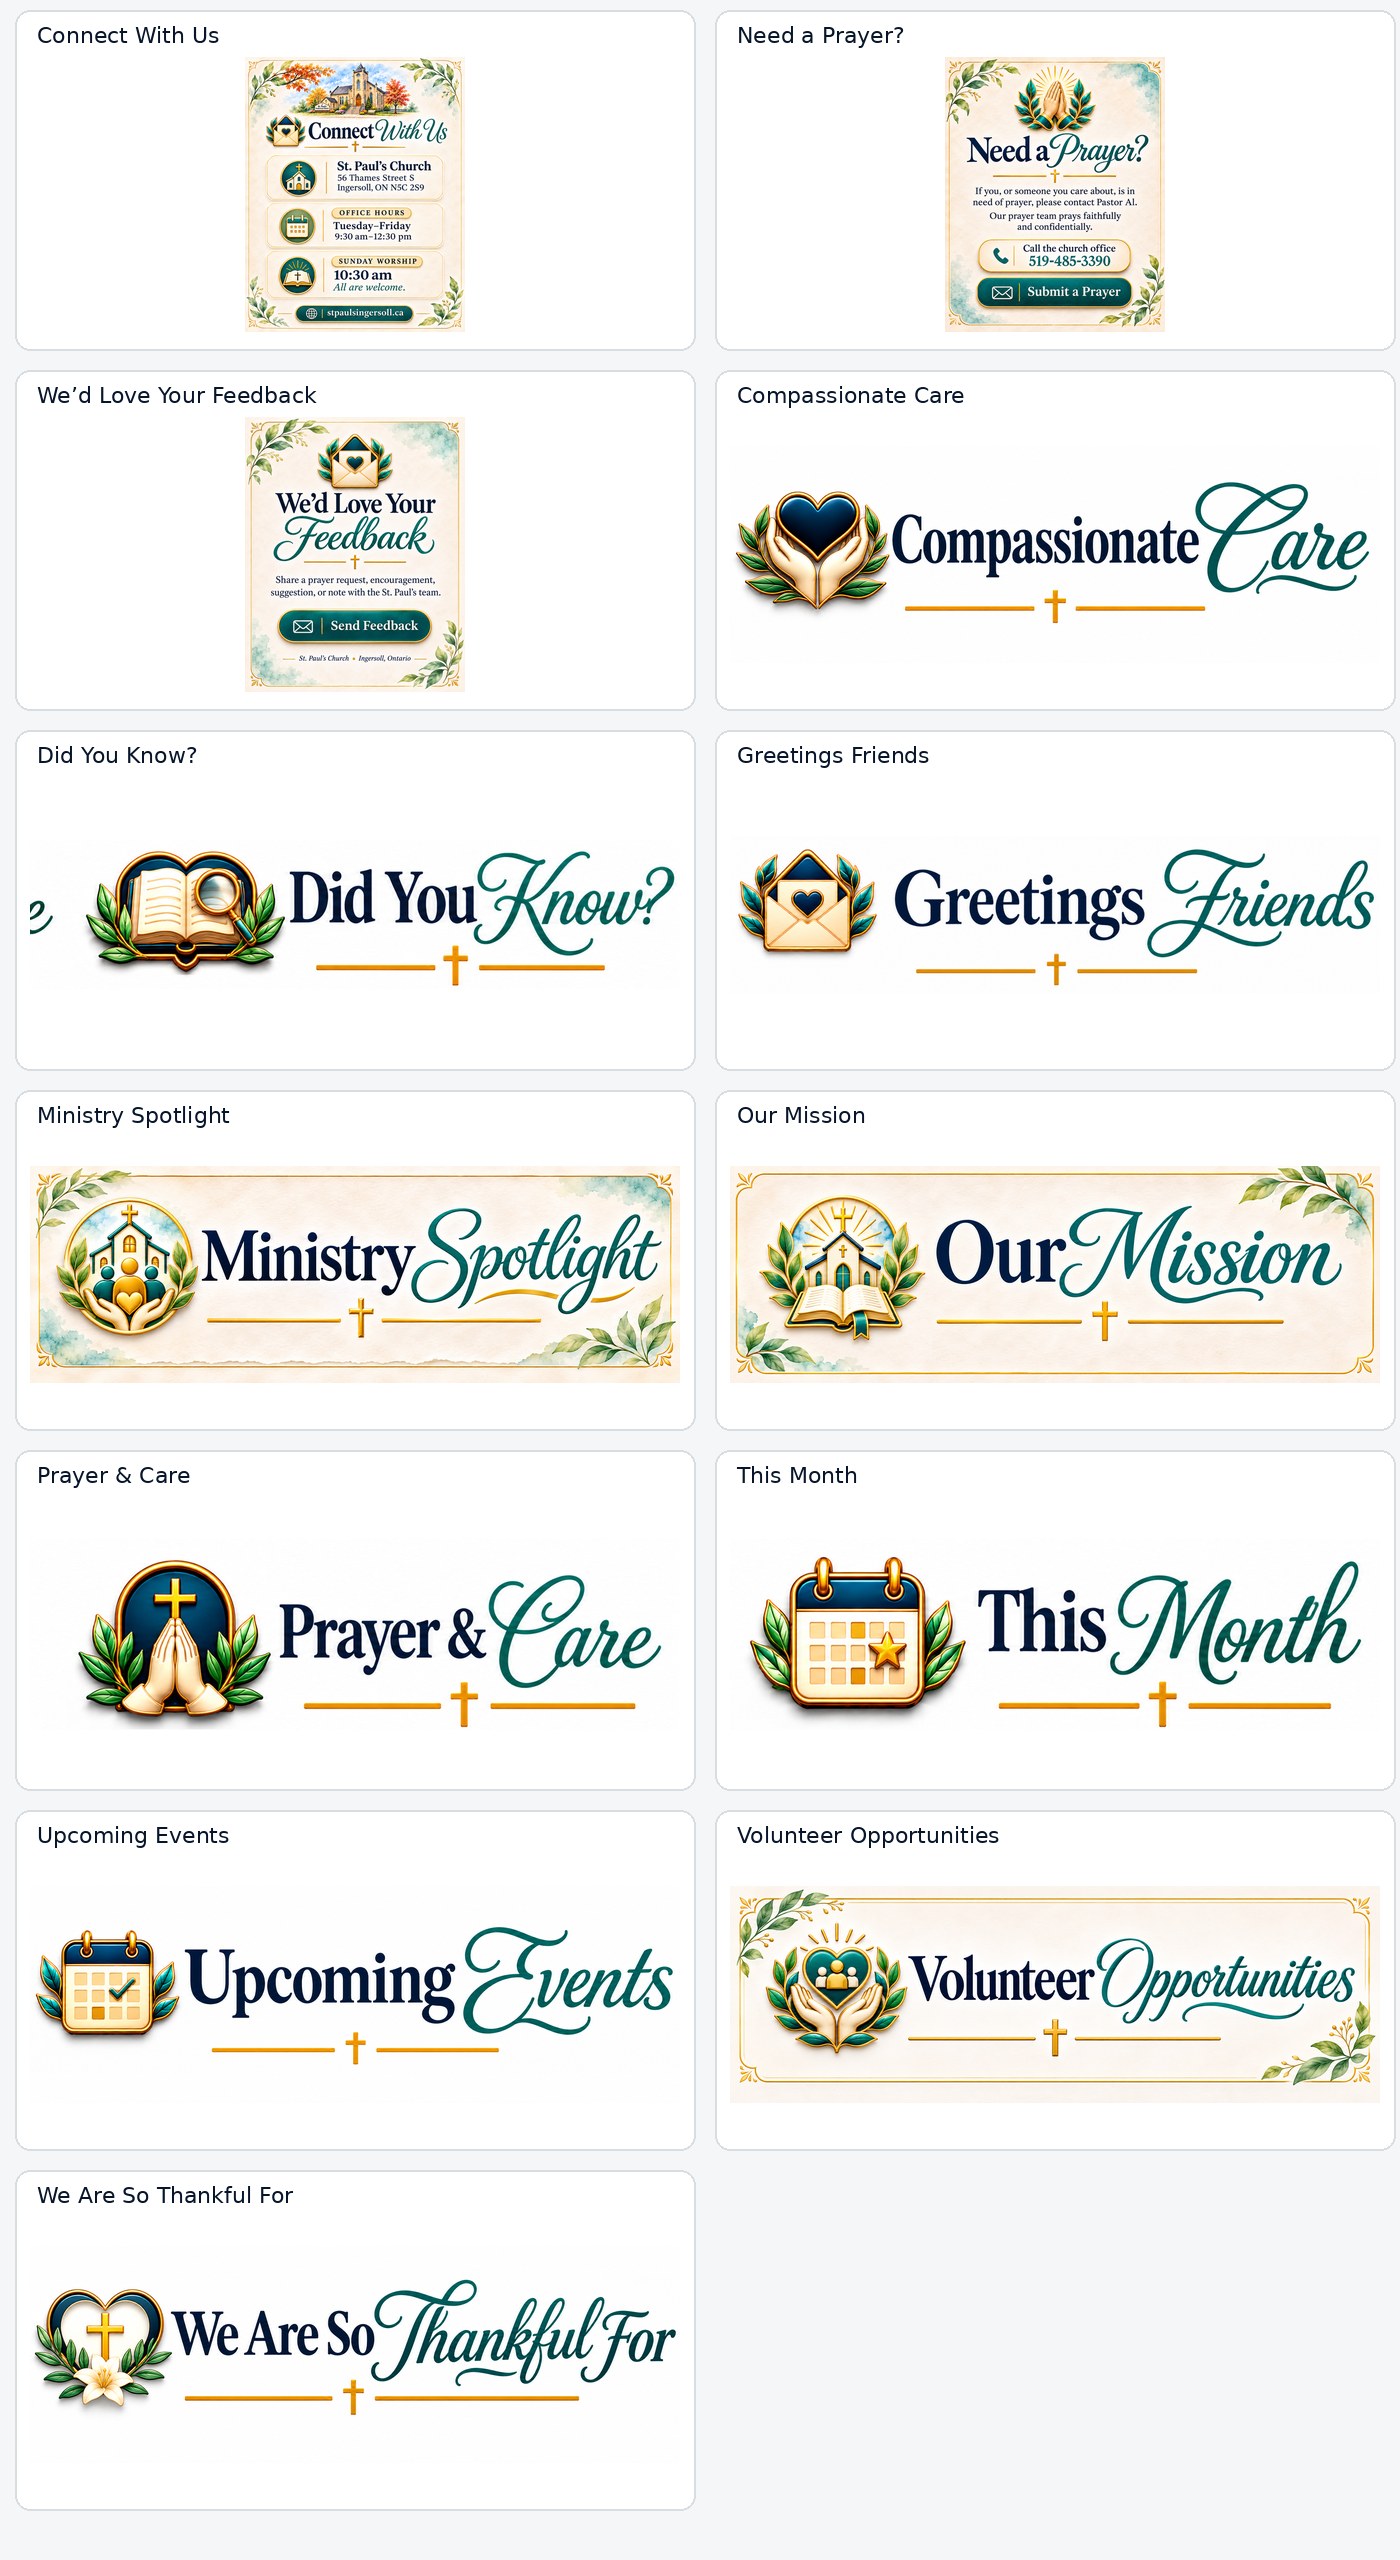 Connect With Us
Connect With Us
St. Paul's Church
56 Thames Street S
Ingersoll, ON N5C 2S9
OFFICE HOURS
Tuesday–Friday
9:30 am–12:30 pm
SUNDAY WORSHIP
10:30 am
All are welcome.
stpaulsingersoll.ca
Need a Prayer?
Need a Prayer?
If you, or someone you care about, is in
need of prayer, please contact Pastor Al.
Our prayer team prays faithfully
and confidentially.
Call the church office
519-485-3390
Submit a Prayer
We’d Love Your Feedback
We'd Love Your
Feedback
Share a prayer request, encouragement,
suggestion, or note with the St. Paul's team.
Send Feedback
St. Paul's Church • Ingersoll, Ontario
Compassionate Care
Compassionate Care
Did You Know?
e
Did You Know?
Greetings Friends
Greetings Friends
Ministry Spotlight
Ministry Spotlight
Our Mission
Our Mission
Prayer & Care
Prayer & Care
This Month
This Month
Upcoming Events
Upcoming Events
Volunteer Opportunities
Volunteer Opportunities
We Are So Thankful For
We Are So Thankful For